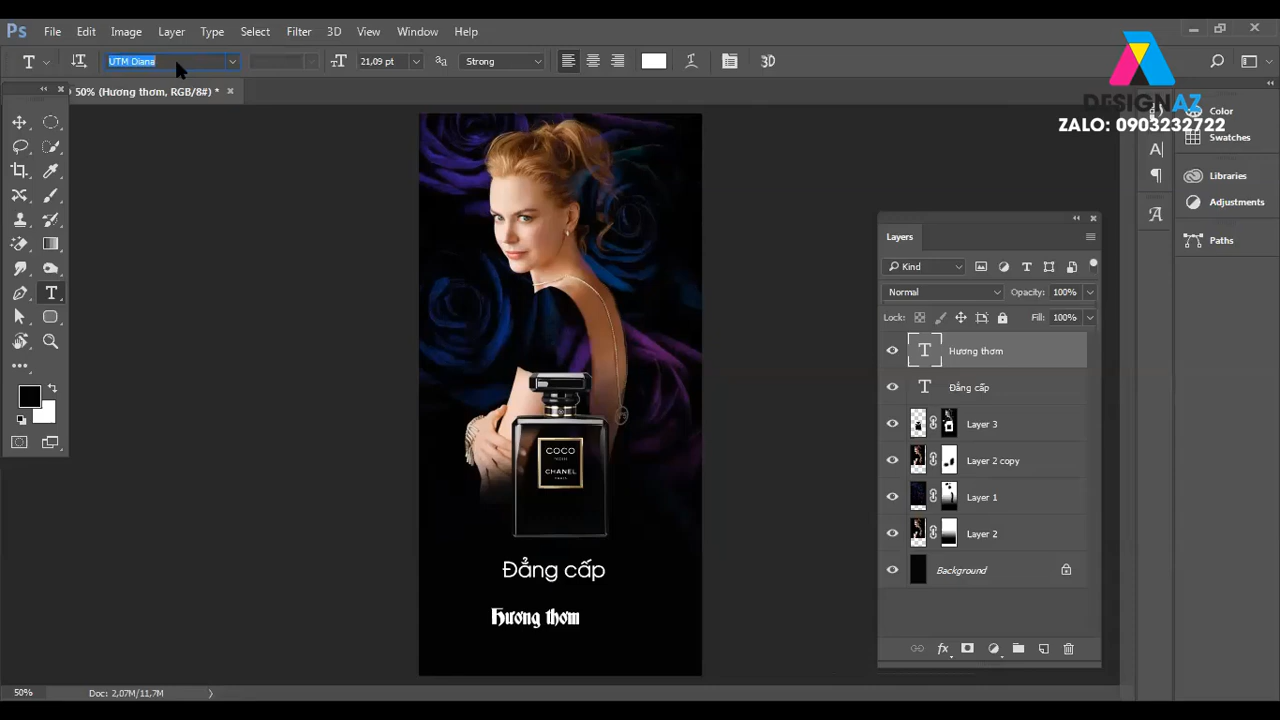 Ps File Edit Image Layer Type Select Filter 3D View Window Help
T UTM Diana 21,09 pt aa Strong 3D
50% (Hương thơm, RGB/8#) *
DESIGNAZ
ZALO: 0903232722
Color
Swatches
Libraries
Adjustments
Paths
Layers
Kind
Normal Opacity: 100%
Lock: Fill: 100%
T Hương thơm
T Đẳng cấp
Layer 3
Layer 2 copy
Layer 1
Layer 2
Background
fx
COCO
CHANEL
Đẳng cấp
Hương thơm
50% Doc: 2,07M/11,7M